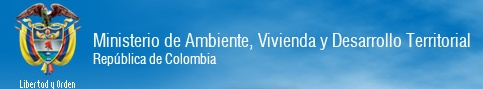 Ministerio de Ambiente, Vivienda y Desarrollo Territorial
República de Colombia
Libertad y Orden